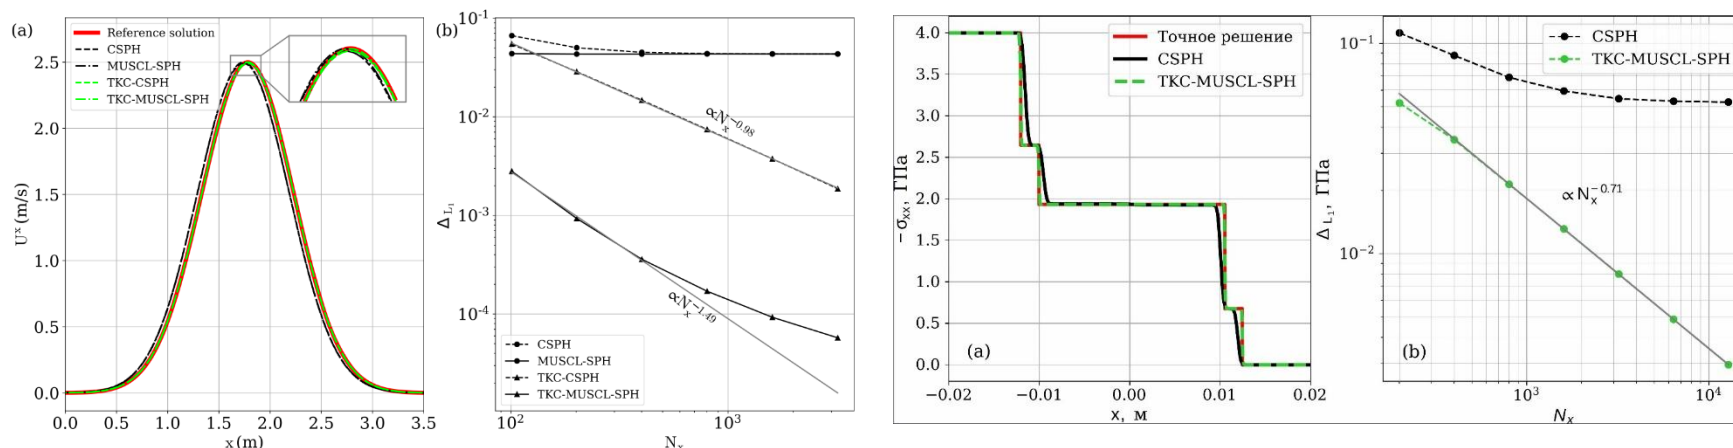 (a)
Reference solution
CSPH
MUSCL-SPH
TKC-CSPH
TKC-MUSCL-SPH
U^x (m/s)
2.5
2.0
1.5
1.0
0.5
0.0
0.0 0.5 1.0 1.5 2.0 2.5 3.0 3.5
x (m)
(b)
Δ_{L_1}
10^{-1}
10^{-2}
10^{-3}
10^{-4}
∝N_x^{-0.98}
∝N_x^{-1.49}
CSPH
MUSCL-SPH
TKC-CSPH
TKC-MUSCL-SPH
10^2 10^3
N_x
Точное решение
CSPH
TKC-MUSCL-SPH
−σ_{xx}, ГПа
4.0
3.5
3.0
2.5
2.0
1.5
1.0
0.5
0.0
(a)
-0.02 -0.01 0.00 0.01 0.02
x, м
Δ_{L_1}, ГПа
10^{-1}
10^{-2}
CSPH
TKC-MUSCL-SPH
∝N_x^{-0.71}
(b)
10^3 10^4
N_x